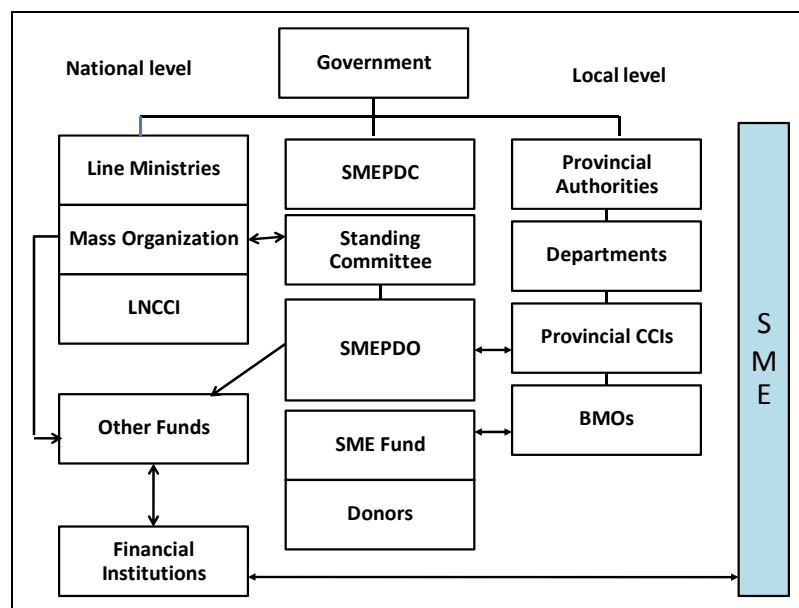 National level
Government
Local level
Line Ministries
SMEPDC
Provincial
Authorities
Mass Organization
Standing
Committee
Departments
LNCCI
SMEPDO
Provincial CCIs
Other Funds
SME Fund
BMOs
Donors
Financial
Institutions
S
M
E